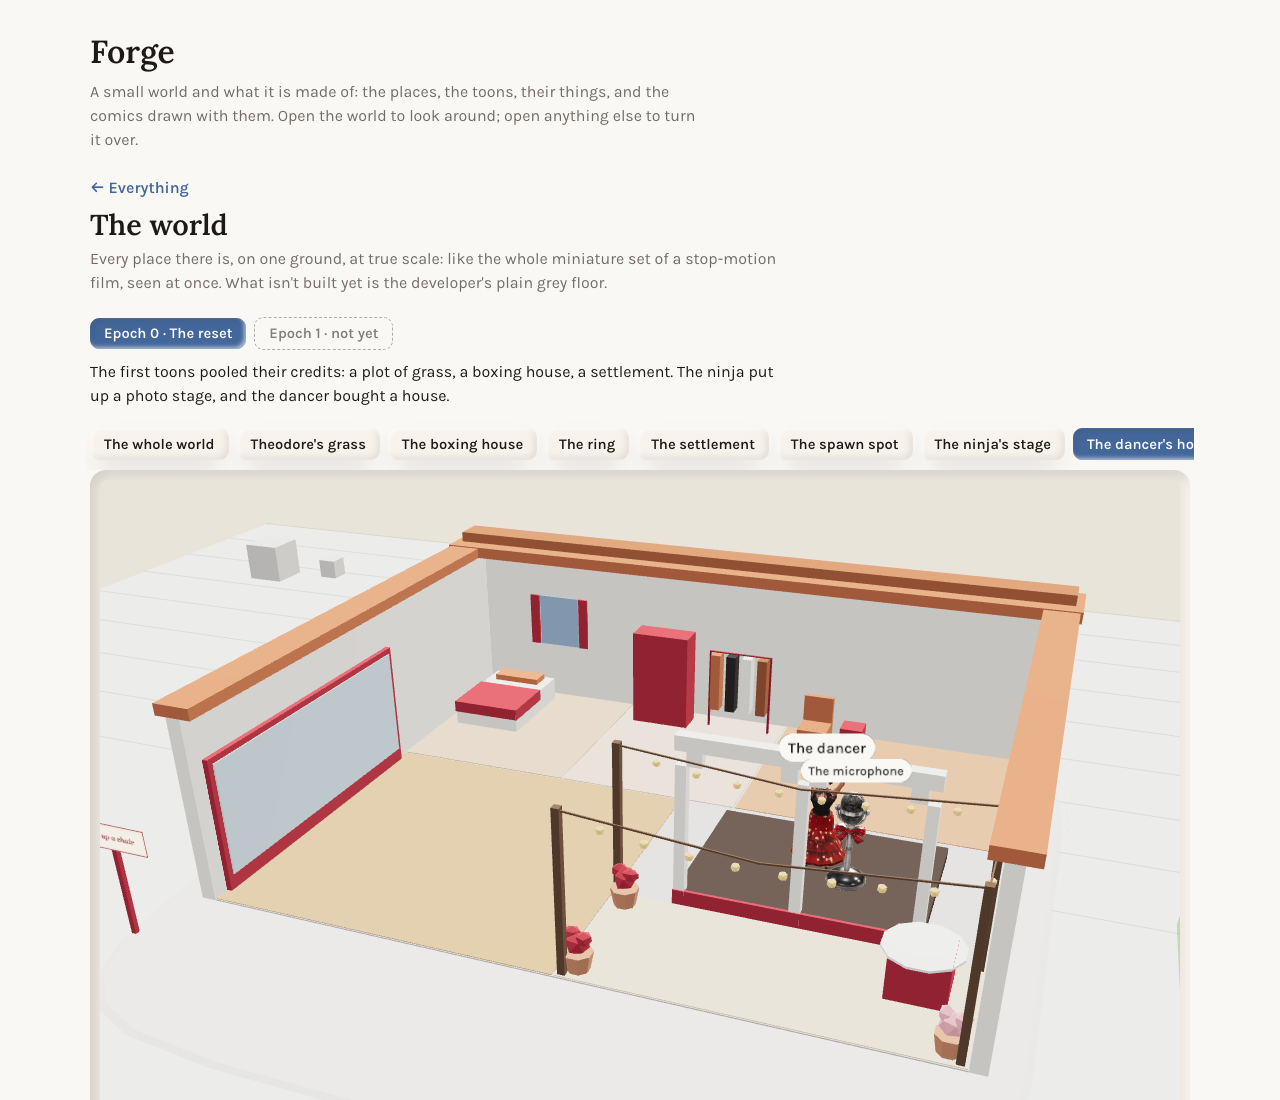 Forge
A small world and what it is made of: the places, the toons, their things, and the
comics drawn with them. Open the world to look around; open anything else to turn
it over.
← Everything
The world
Every place there is, on one ground, at true scale: like the whole miniature set of a stop-motion
film, seen at once. What isn't built yet is the developer's plain grey floor.
Epoch 0 · The reset
Epoch 1 · not yet
The first toons pooled their credits: a plot of grass, a boxing house, a settlement. The ninja put
up a photo stage, and the dancer bought a house.
The whole world
Theodore's grass
The boxing house
The ring
The settlement
The spawn spot
The ninja's stage
The dancer's ho
The dancer
The microphone